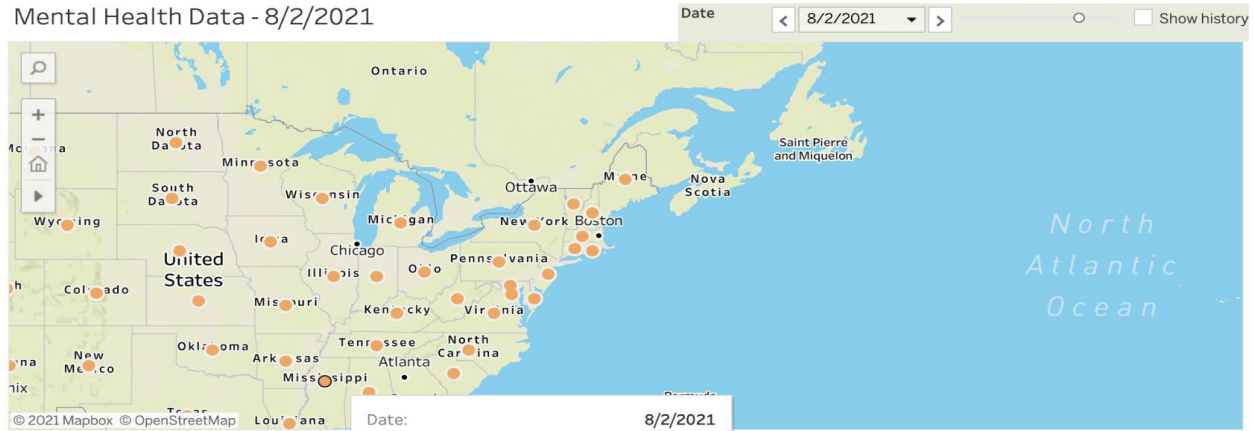 Mental Health Data - 8/2/2021
Date
8/2/2021
Show history
Ontario
North
Minnesota
South
Wisconsin
Ottawa
Maine
Nova
Scotia
Saint Pierre
and Miquelon
Wyoming
Michigan
New York
Boston
Iowa
Chicago
United
States
Illinois
Ohio
Pennsylvania
Colorado
Missouri
Kentucky
Virginia
Oklahoma
Arkansas
Tennessee
North
Carolina
Atlanta
New
Mexico
Mississippi
Louisiana
North
Atlantic
Ocean
© 2021 Mapbox © OpenStreetMap
Date:
8/2/2021